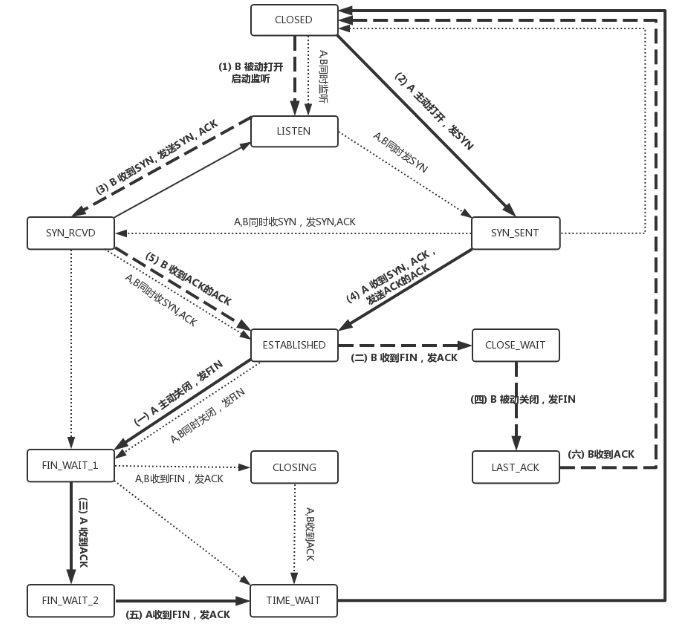 CLOSED
(1) B 被动打开
启动监听
A,B同时监听
(2) A 主动打开，发SYN
LISTEN
(3) B 收到SYN, 发送SYN, ACK
A,B同时发SYN
SYN_RCVD
A,B同时收SYN，发SYN,ACK
SYN_SENT
(5) B 收到ACK的ACK
A,B同时收SYN,ACK
(4) A 收到SYN, ACK，
发送ACK的ACK
ESTABLISHED
(二) B 收到FIN，发ACK
CLOSE_WAIT
(一) A 主动关闭，发FIN
A,B同时关闭，发FIN
(四) B 被动关闭，发FIN
FIN_WAIT_1
A,B收到FIN，发ACK
CLOSING
LAST_ACK
(六) B收到ACK
(三) A 收到ACK
A,B收到ACK
FIN_WAIT_2
(五) A收到FIN，发ACK
TIME_WAIT